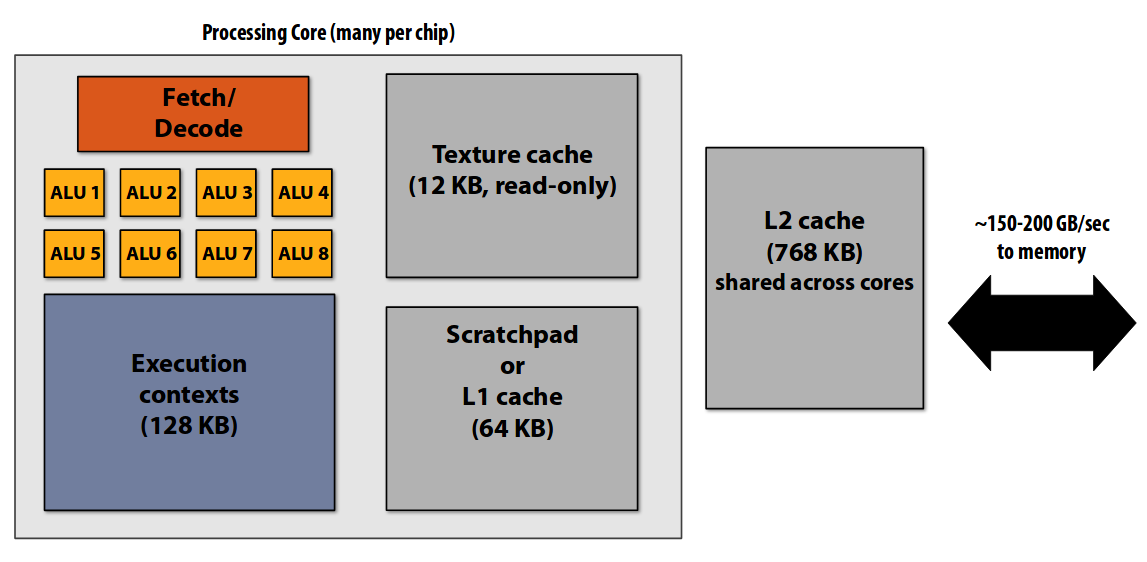 Processing Core (many per chip)
Fetch/
Decode
ALU 1
ALU 2
ALU 3
ALU 4
ALU 5
ALU 6
ALU 7
ALU 8
Execution
contexts
(128 KB)
Texture cache
(12 KB, read-only)
Scratchpad
or
L1 cache
(64 KB)
L2 cache
(768 KB)
shared across cores
~150-200 GB/sec
to memory